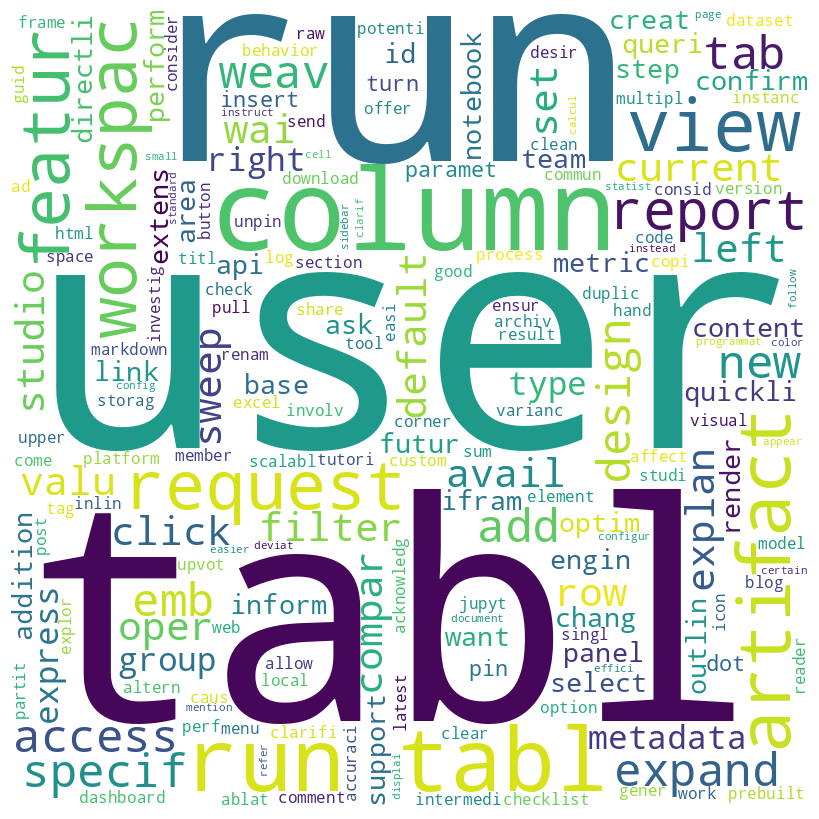 run
user
tabl
column
run tabl
request
view
report
workspac
featur
artifact
weav
wai
right
tab
set
current
left
new
design
default
specif
access
expand
metadata
explan
valu
emb
oper
group
click
filter
compar
add
avail
ifram
row
chang
panel
select
engin
optim
want
support
inform
express
addition
studio
sweep
link
base
api
ask
type
futur
metric
content
quickli
confirm
step
queri
creat
notebook
id
turn
insert
perform
directli
extens
area
team
paramet
render
outlin
pin
dot
frame
guid
ad
html
space
consider
raw
behavior
potenti
offer
instruct
send
desir
clean
calcul
multipl
page
dataset
instanc
small
standard
button
cell
download
unpin
commun
statist
consid
version
sidebar
clarif
titl
log
section
process
copi
code
instead
investig
check
pull
good
duplic
hand
follow
markdown
config
storag
renam
share
tool
easi
ensur
archiv
result
programmat
color
excel
involv
corner
varianc
visual
upper
member
tutori
scalabl
sum
custom
element
affect
studi
appear
come
platform
tag
inlin
post
explor
upvot
easier
deviat
acknowledg
configur
model
certain
blog
icon
reader
web
jupyt
document
singl
allow
local
altern
partit
caus
mention
perf
menu
clarifi
refer
accuraci
latest
clear
effici
option
displai
dashboard
ablat
comment
intermedi
checklist
gener
work
prebuilt